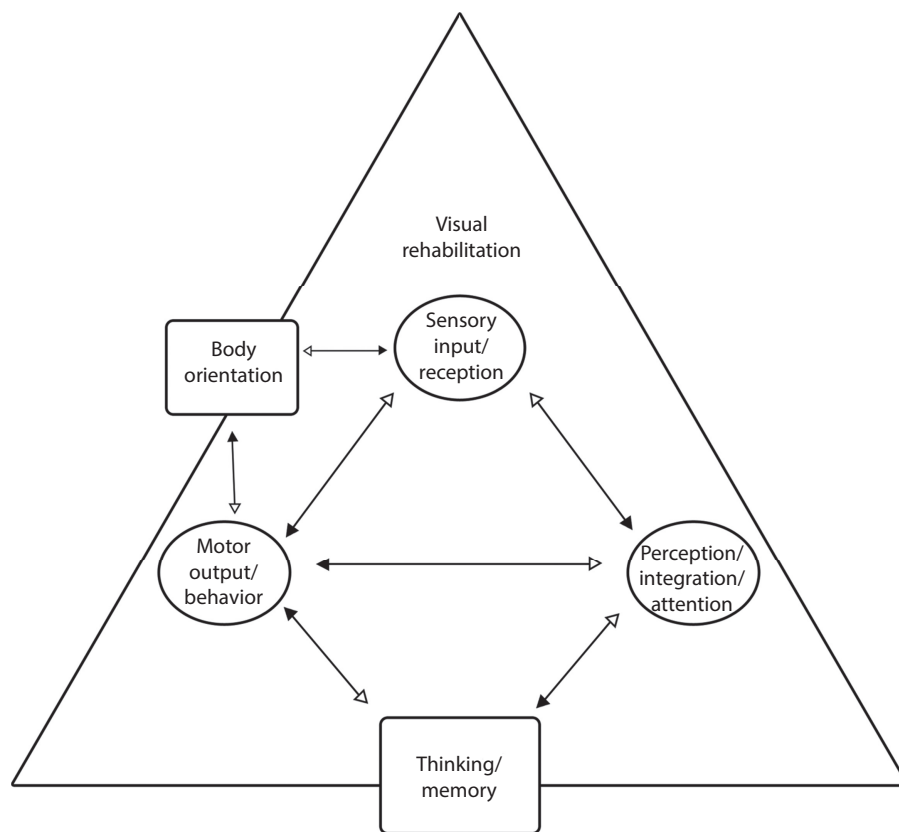 Visual
rehabilitation
Sensory
input/
reception
Body
orientation
Motor
output/
behavior
Perception/
integration/
attention
Thinking/
memory